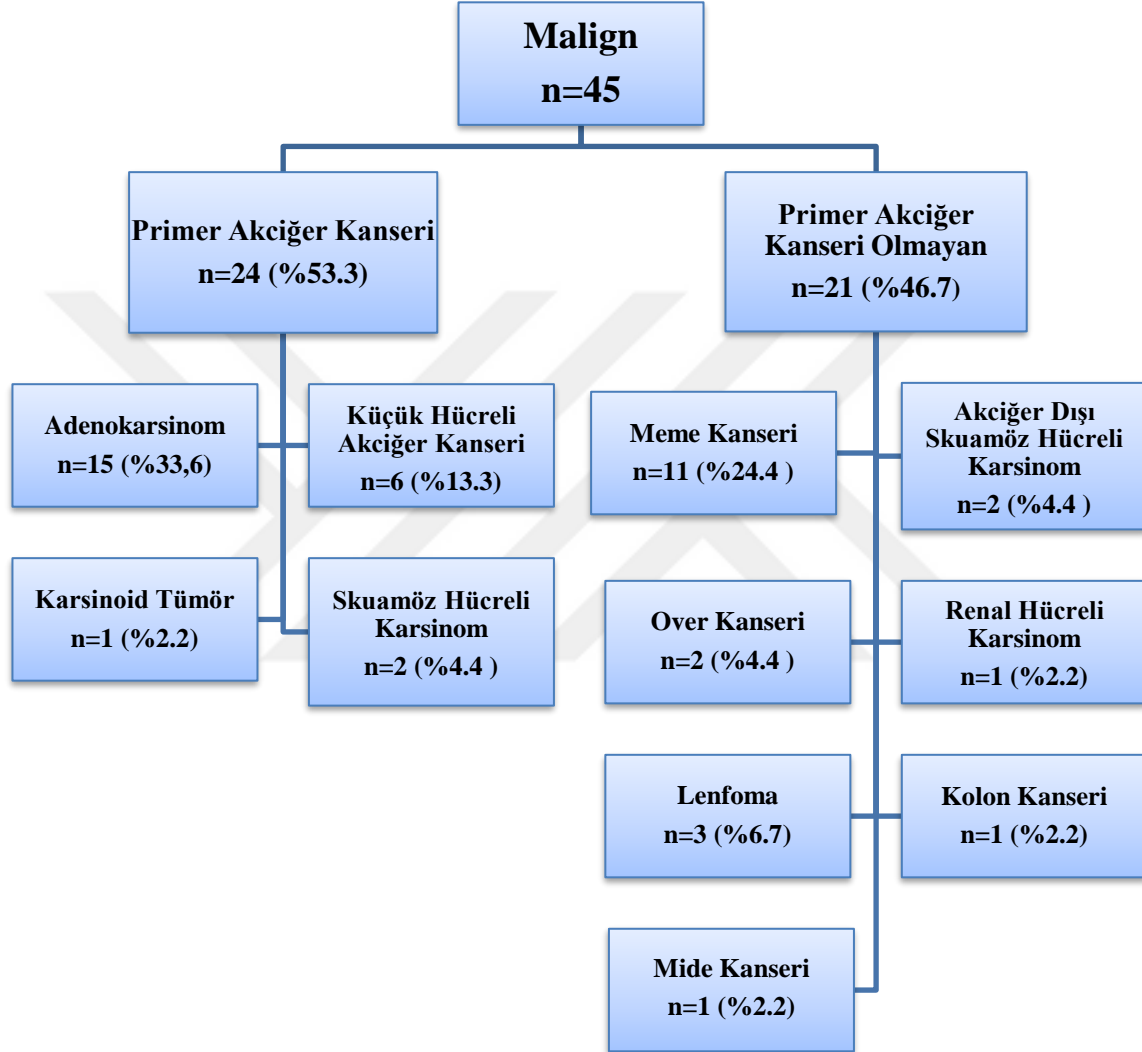 Malign
n=45
Primer Akciğer Kanseri
n=24 (%53.3)
Primer Akciğer
Kanseri Olmayan
n=21 (%46.7)
Adenokarsinom
n=15 (%33,6)
Küçük Hücreli
Akciğer Kanseri
n=6 (%13.3)
Karsinoid Tümör
n=1 (%2.2)
Skuamöz Hücreli
Karsinom
n=2 (%4.4 )
Meme Kanseri
n=11 (%24.4 )
Akciğer Dışı
Skuamöz Hücreli
Karsinom
n=2 (%4.4 )
Over Kanseri
n=2 (%4.4 )
Renal Hücreli
Karsinom
n=1 (%2.2)
Lenfoma
n=3 (%6.7)
Kolon Kanseri
n=1 (%2.2)
Mide Kanseri
n=1 (%2.2)